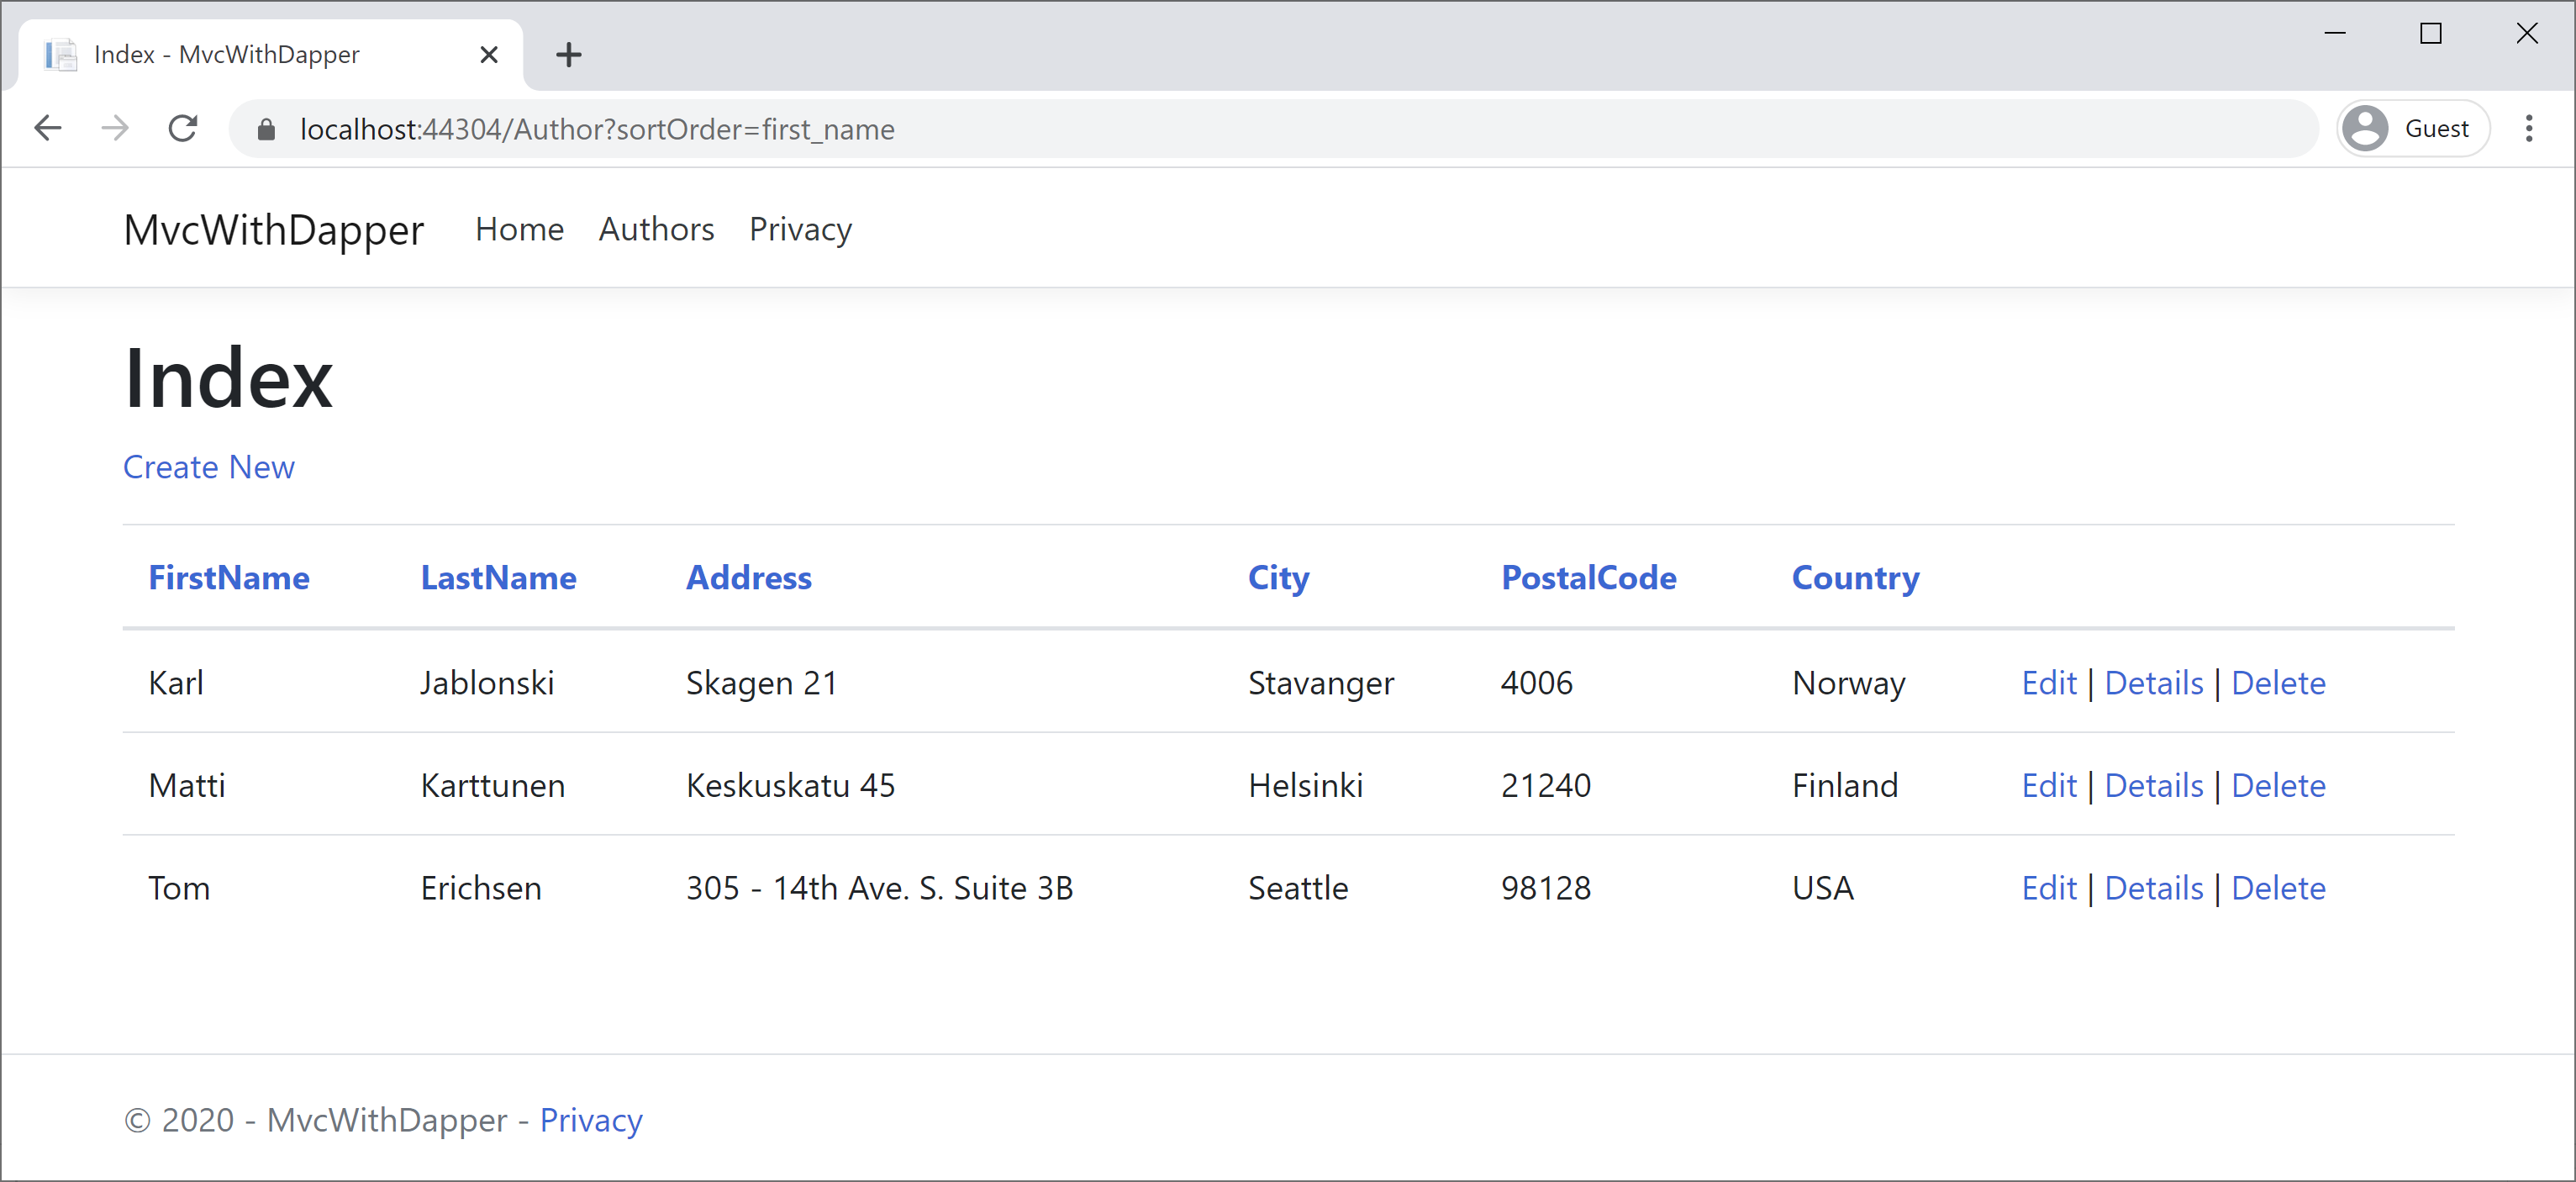 Index - MvcWithDapper
localhost:44304/Author?sortOrder=first_name
Guest
MvcWithDapper Home Authors Privacy
Index
Create New
FirstName LastName Address City PostalCode Country
Karl Jablonski Skagen 21 Stavanger 4006 Norway Edit | Details | Delete
Matti Karttunen Keskuskatu 45 Helsinki 21240 Finland Edit | Details | Delete
Tom Erichsen 305 - 14th Ave. S. Suite 3B Seattle 98128 USA Edit | Details | Delete
© 2020 - MvcWithDapper - Privacy